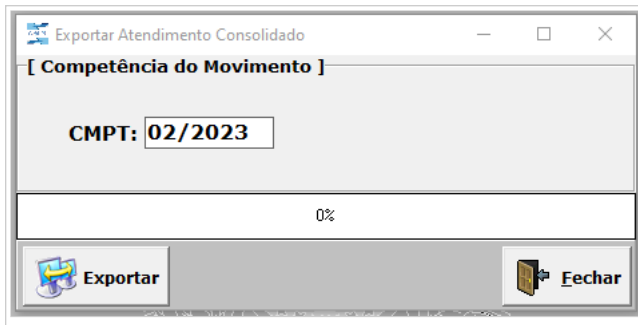 Exportar Atendimento Consolidado
[ Competência do Movimento ]
CMPT: 02/2023
0%
Exportar
Fechar